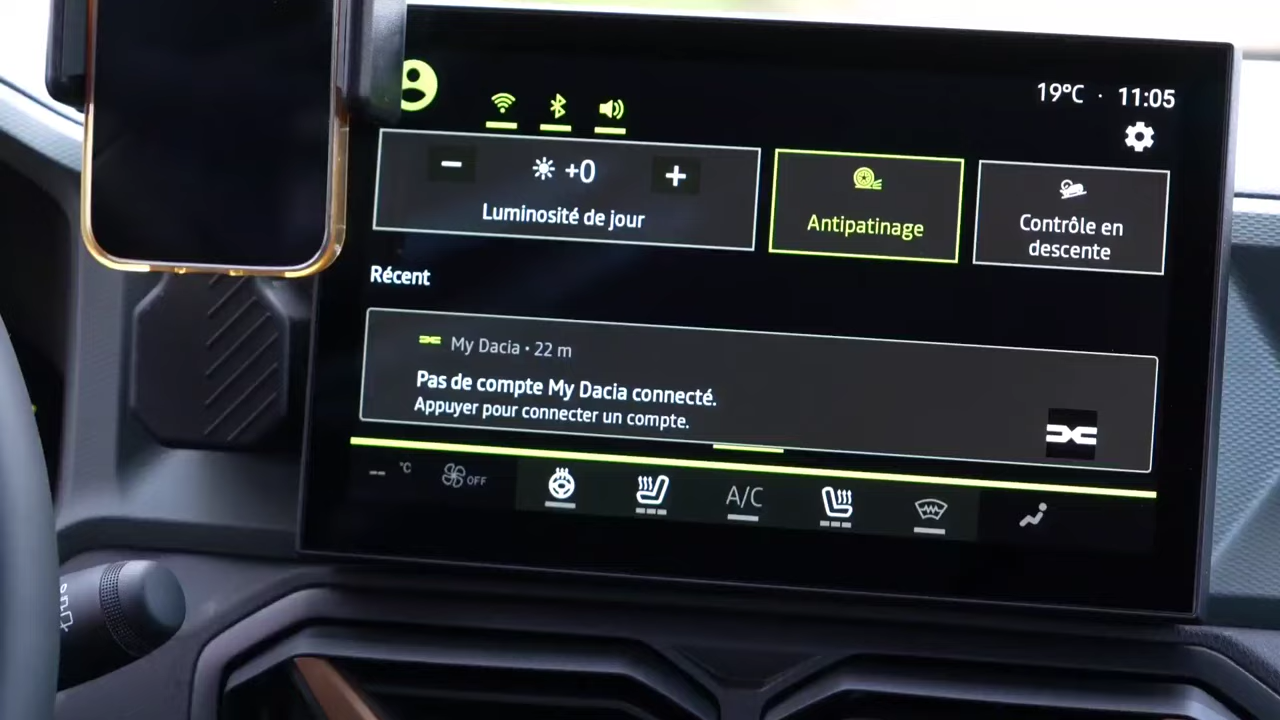 19°C · 11:05
+0
Luminosité de jour
Antipatinage
Contrôle en
descente
Récent
My Dacia • 22 m
Pas de compte My Dacia connecté.
Appuyer pour connecter un compte.
-- °C
OFF
A/C